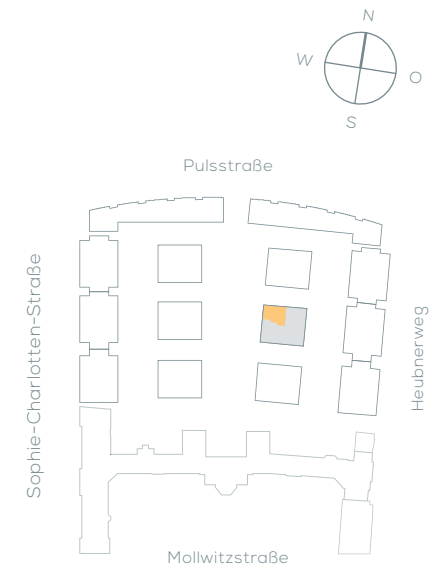 N
W
O
S
Pulsstraße
Sophie-Charlotten-Straße
Heubnerweg
Mollwitzstraße